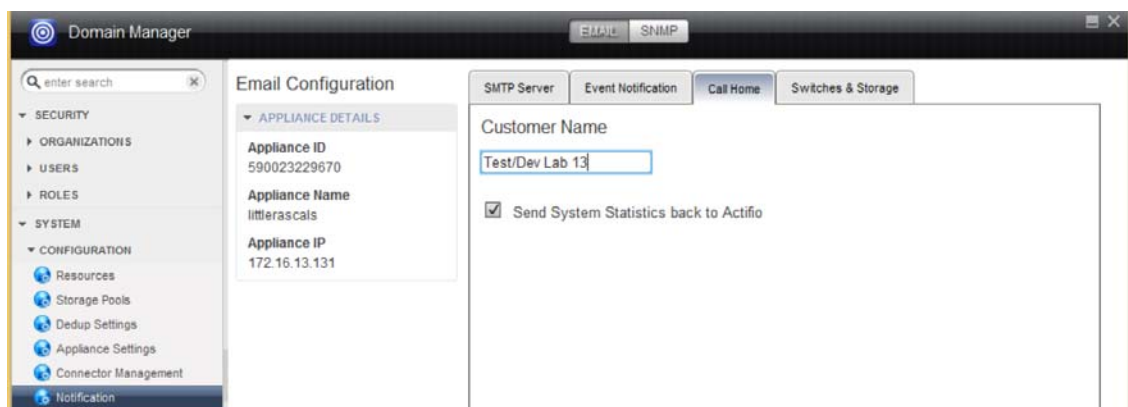 Domain Manager
EMAIL SNMP
enter search
SECURITY
ORGANIZATIONS
USERS
ROLES
SYSTEM
CONFIGURATION
Resources
Storage Pools
Dedup Settings
Appliance Settings
Connector Management
Notification
Email Configuration
APPLIANCE DETAILS
Appliance ID
590023229670
Appliance Name
littlerascals
Appliance IP
172.16.13.131
SMTP Server Event Notification Call Home Switches & Storage
Customer Name
Test/Dev Lab 13
Send System Statistics back to Actifio